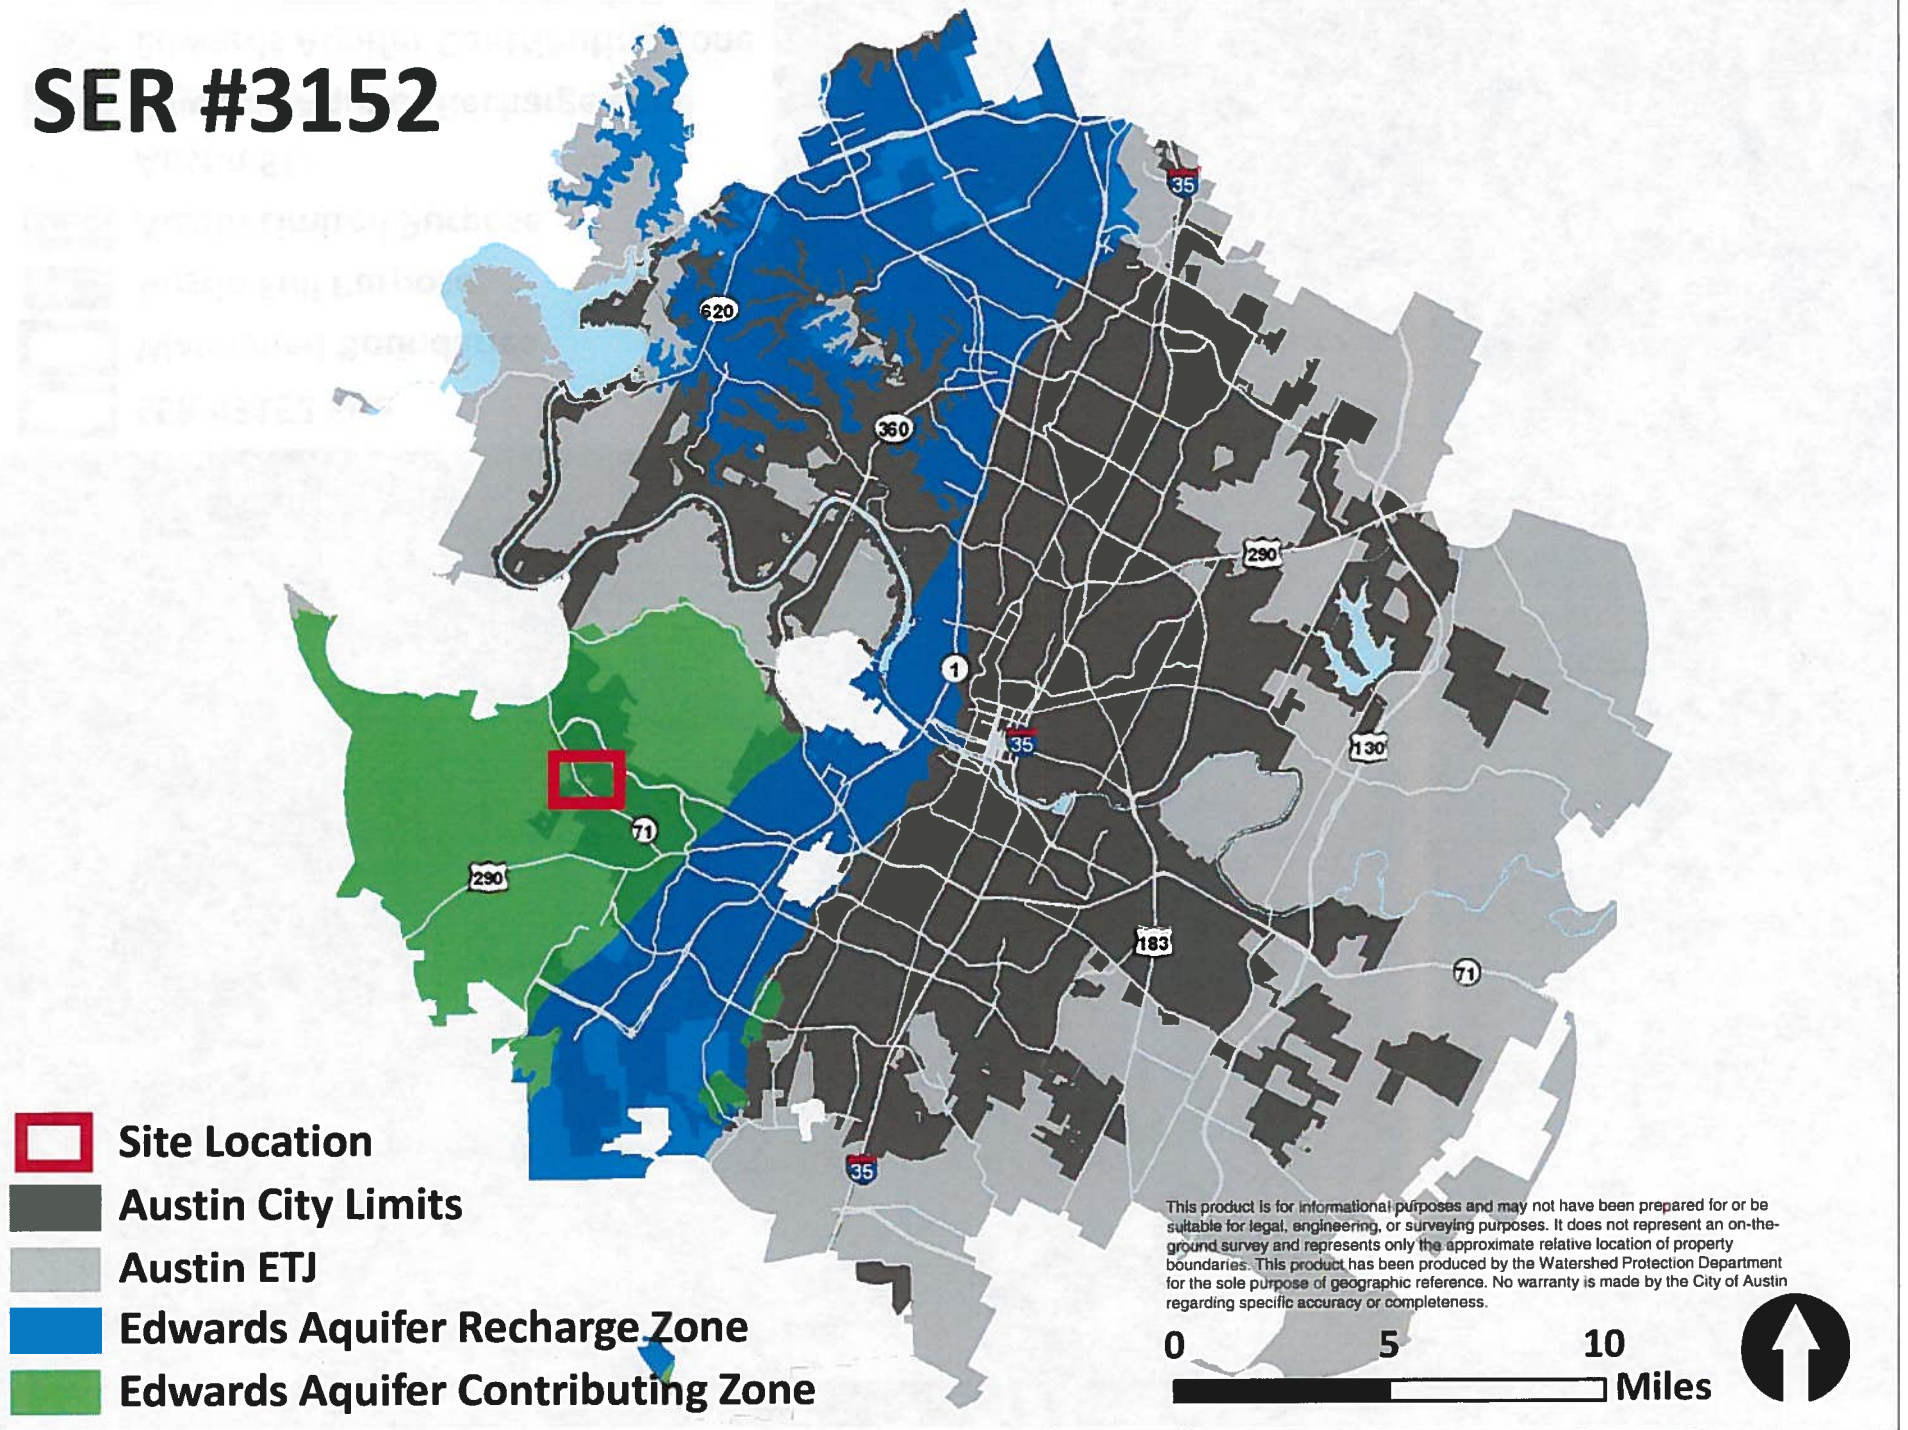 SER #3152
35
620
360
290
1
35
130
71
290
183
71
35
Site Location
Austin City Limits
Austin ETJ
Edwards Aquifer Recharge Zone
Edwards Aquifer Contributing Zone
This product is for informational purposes and may not have been prepared for or be
suitable for legal, engineering, or surveying purposes. It does not represent an on-the-
ground survey and represents only the approximate relative location of property
boundaries. This product has been produced by the Watershed Protection Department
for the sole purpose of geographic reference. No warranty is made by the City of Austin
regarding specific accuracy or completeness.
0 5 10
Miles